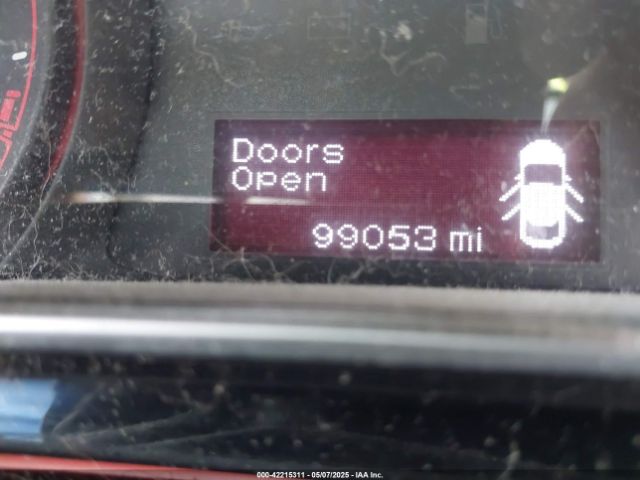 Doors
Open
99053 mi
000-42215311 - 05/07/2025 - IAA Inc.